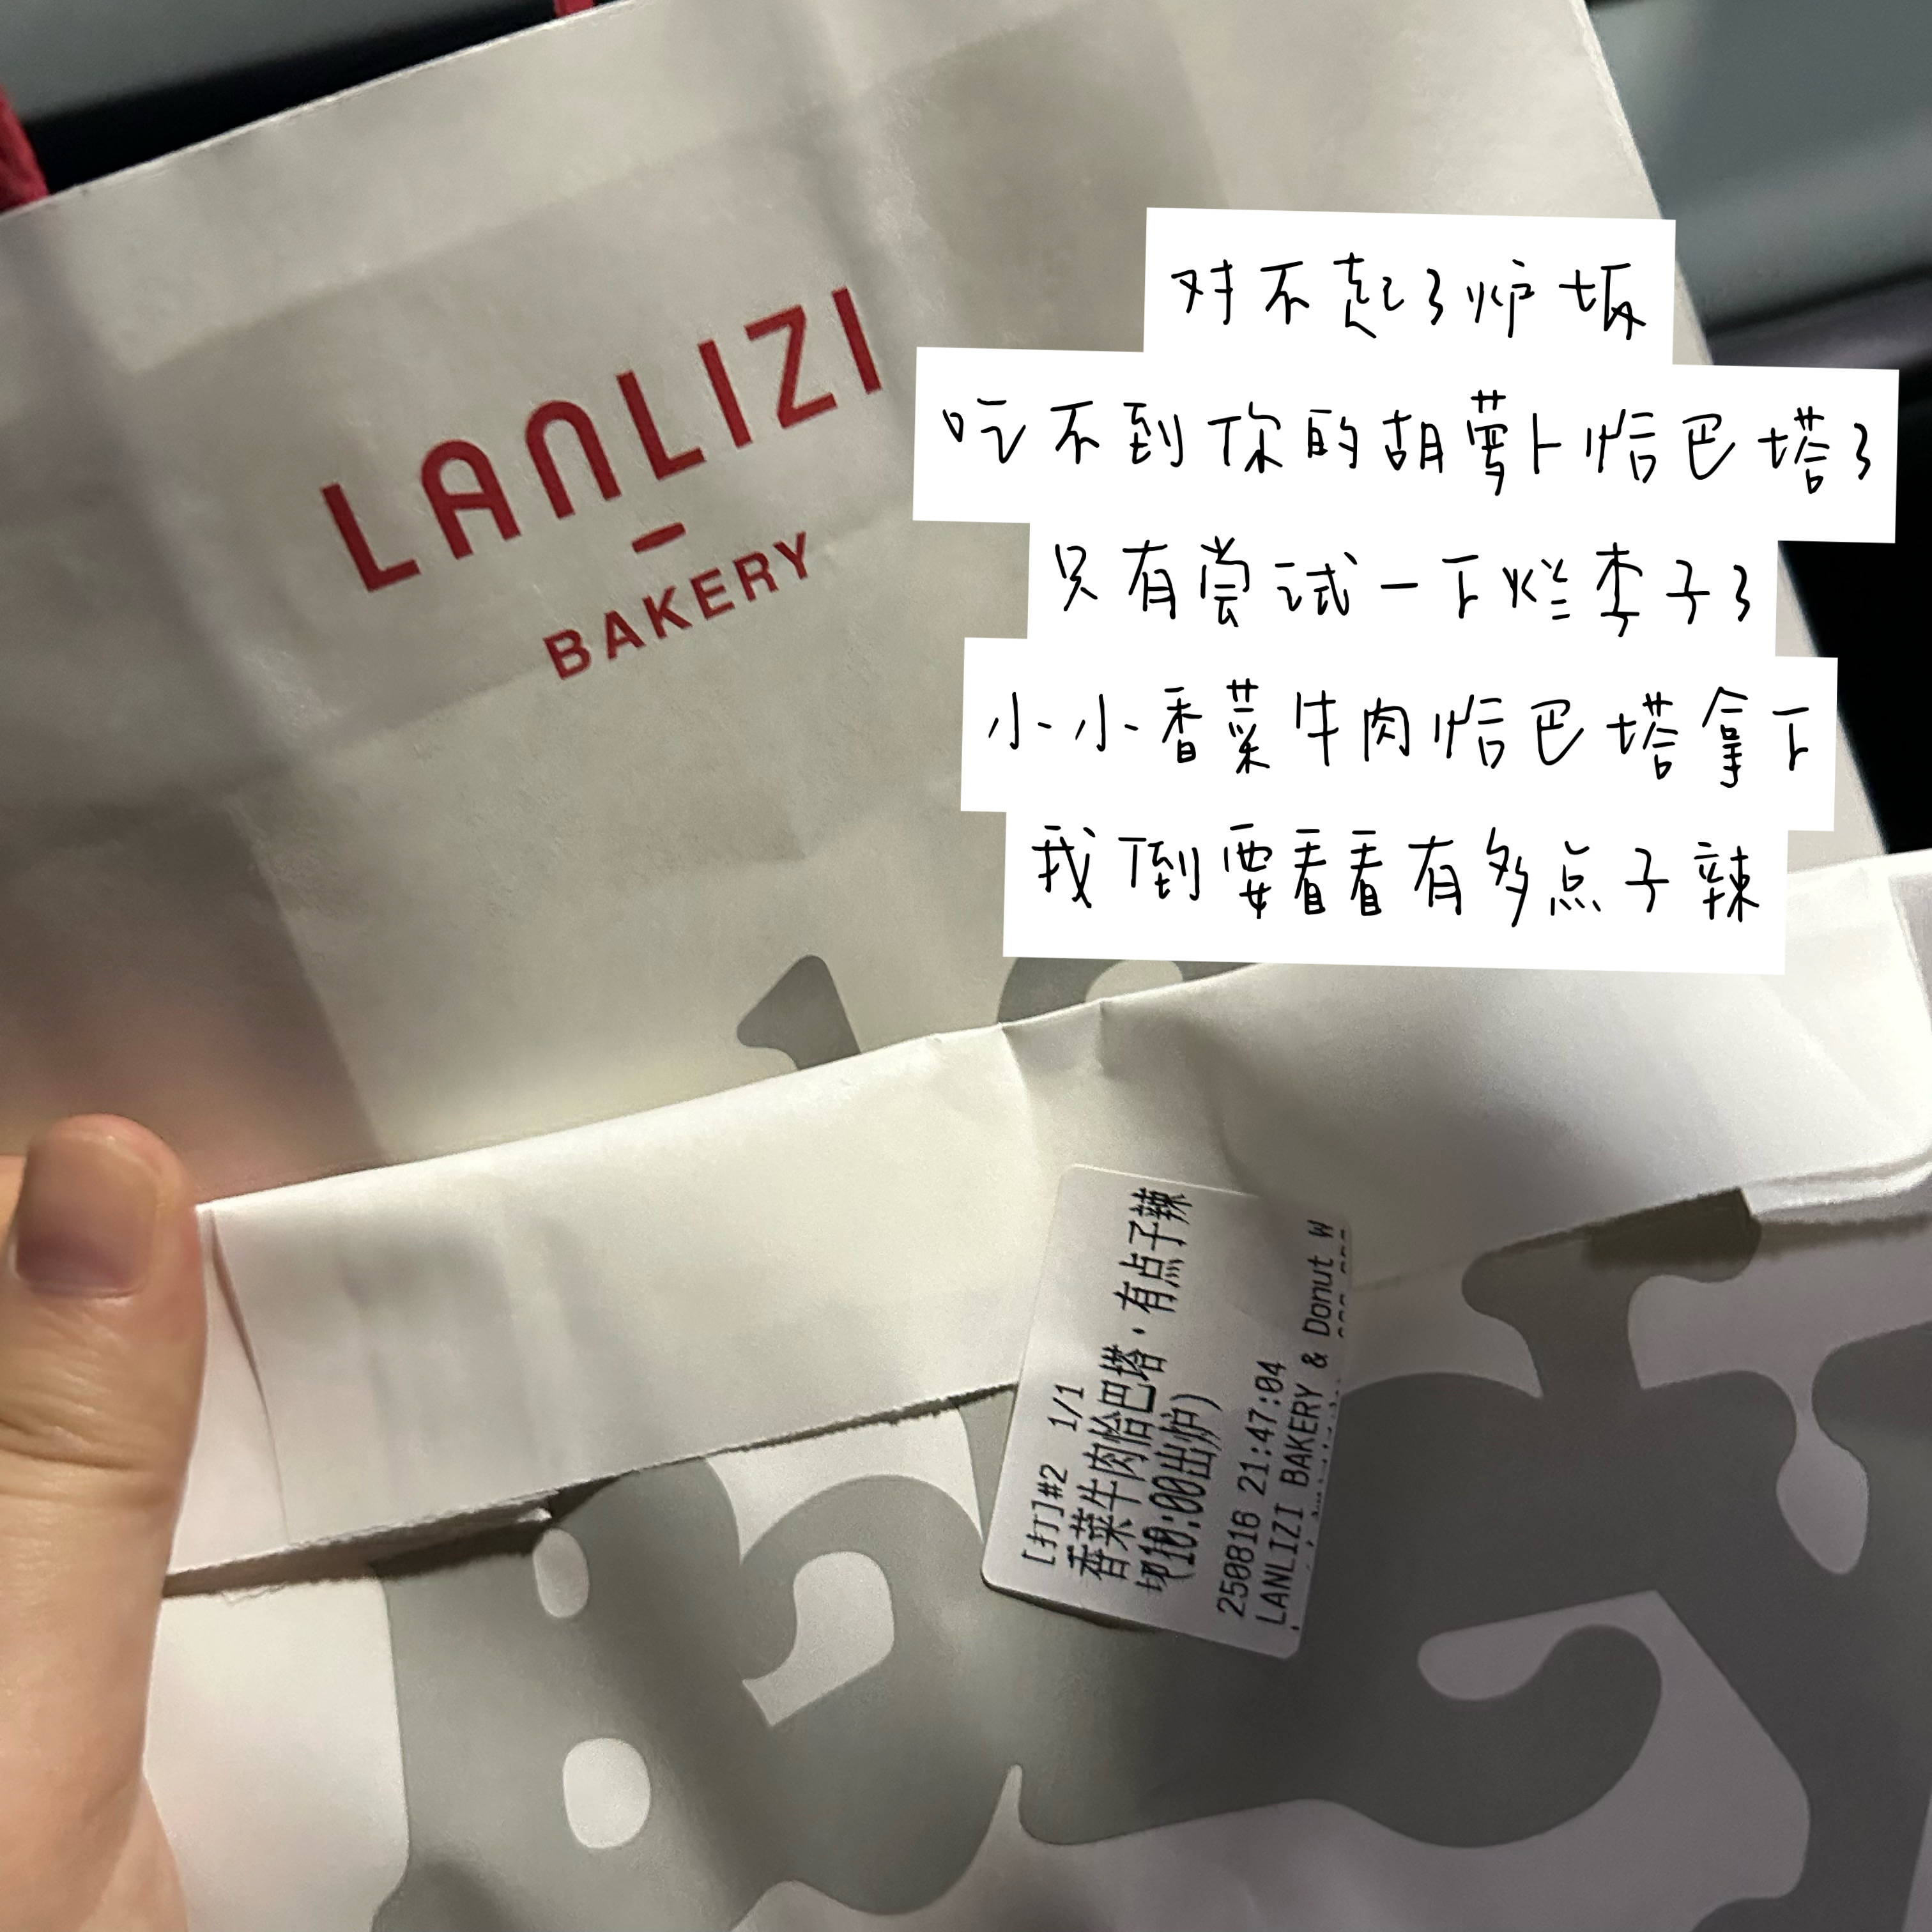 LANLIZI
BAKERY
对不起了炉坂
吃不到你的胡萝卜恰巴塔了
只有尝试一下烂李子了
小小香菜牛肉恰巴塔拿下
我倒要看看有多点子辣
[打]#2 1/1
香菜牛肉恰巴塔·有点子辣
切(10:00出炉)
250816 21:47:04
LANLIZI BAKERY & Donut W